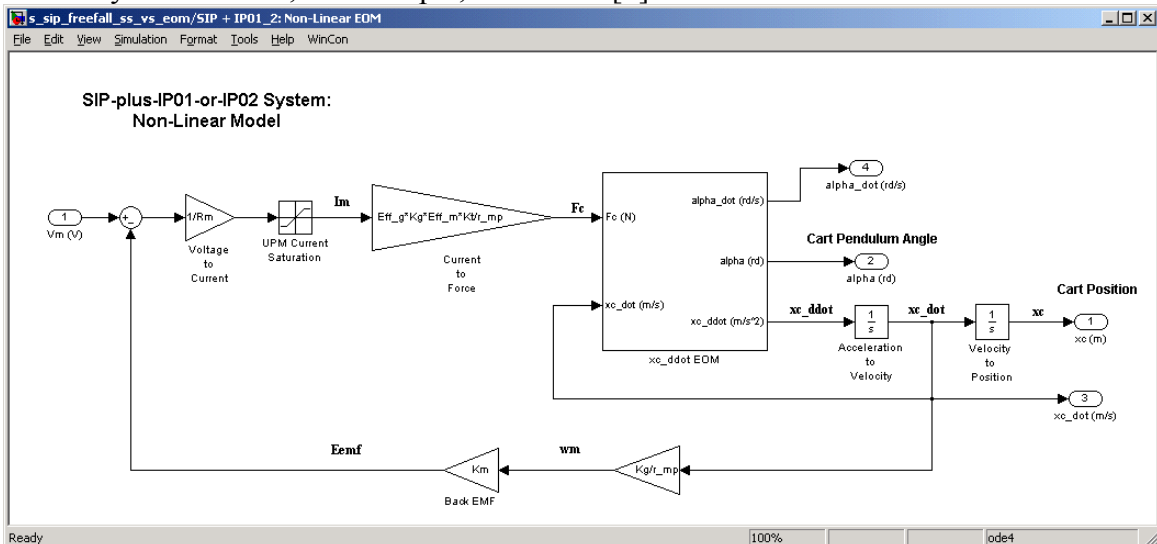 s_sip_freefall_ss_vs_eom/SIP + IP01_2: Non-Linear EOM
File Edit View Simulation Format Tools Help WinCon
SIP-plus-IP01-or-IP02 System:
Non-Linear Model
1
Vm (V)
+
-
1/Rm
Voltage
to
Current
UPM Current
Saturation
Im
Eff_g*Kg*Eff_m*Kt/r_mp
Current
to
Force
Fc
Fc (N)
xc_dot (m/s)
alpha_dot (rd/s)
alpha (rd)
xc_ddot (m/s^2)
xc_ddot EOM
4
alpha_dot (rd/s)
Cart Pendulum Angle
2
alpha (rd)
xc_ddot
1
s
Acceleration
to
Velocity
xc_dot
1
s
Velocity
to
Position
Cart Position
xc
1
xc (m)
3
xc_dot (m/s)
Eemf
Km
Back EMF
wm
Kg/r_mp
Ready
100%
ode4